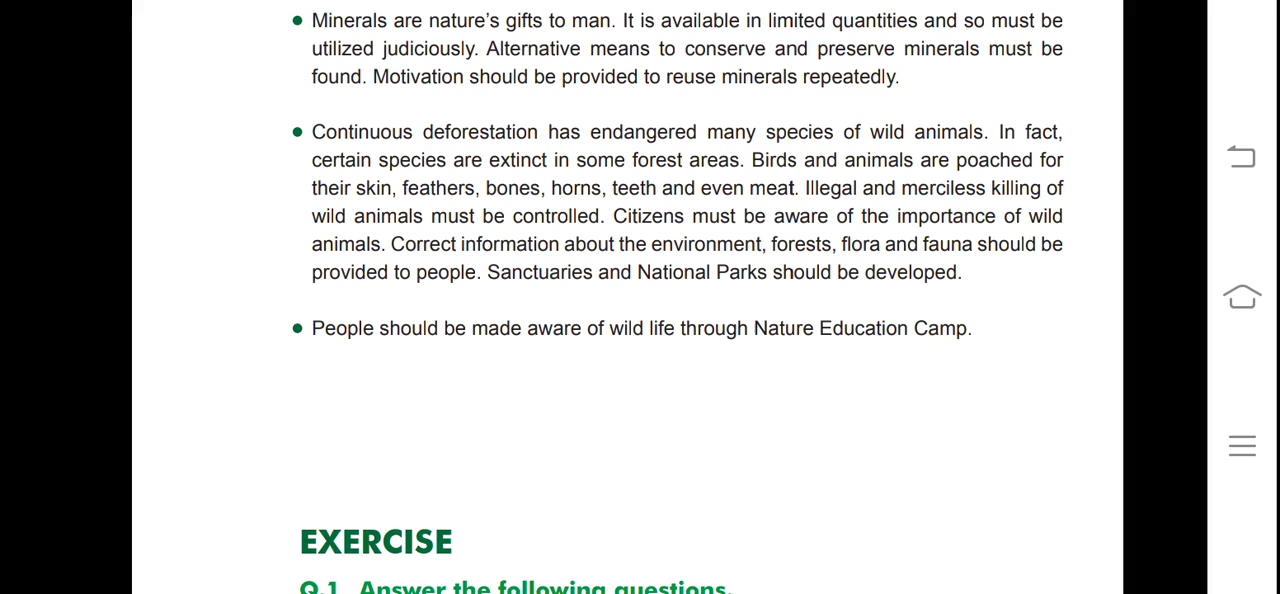 • Minerals are nature's gifts to man. It is available in limited quantities and so must be
utilized judiciously. Alternative means to conserve and preserve minerals must be
found. Motivation should be provided to reuse minerals repeatedly.
• Continuous deforestation has endangered many species of wild animals. In fact,
certain species are extinct in some forest areas. Birds and animals are poached for
their skin, feathers, bones, horns, teeth and even meat. Illegal and merciless killing of
wild animals must be controlled. Citizens must be aware of the importance of wild
animals. Correct information about the environment, forests, flora and fauna should be
provided to people. Sanctuaries and National Parks should be developed.
• People should be made aware of wild life through Nature Education Camp.
EXERCISE
Q.1 Answer the following questions.